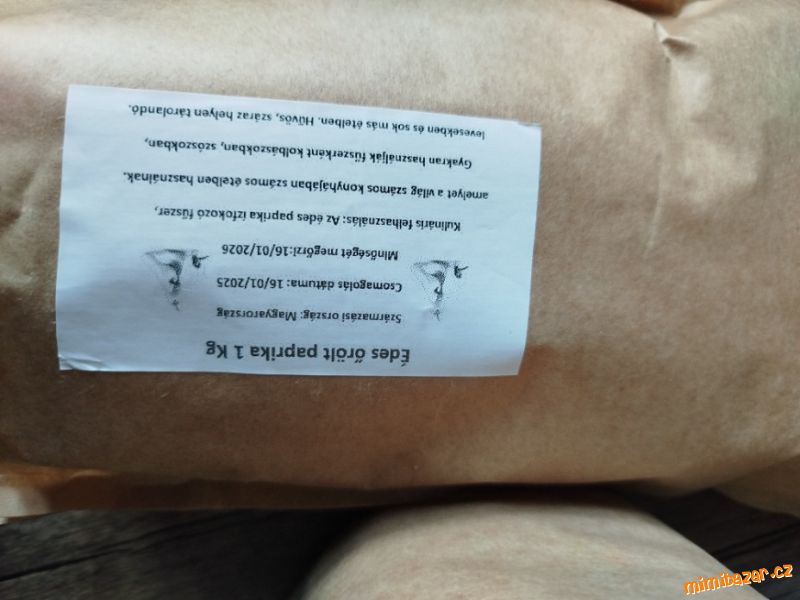 Édes őrölt paprika 1 Kg
Származási ország: Magyarország
Csomagolás dátuma: 16/01/2025
Minőségét megőrzi:16/01/2026
Kulináris felhasználás: Az édes paprika ízfokozó fűszer,
amelyet a világ számos konyhájában számos ételben használnak.
Gyakran használják fűszerként kolbászokban, szószokban,
levesekben és sok más ételben. Hűvös, száraz helyen tárolandó.
mimibazar.cz